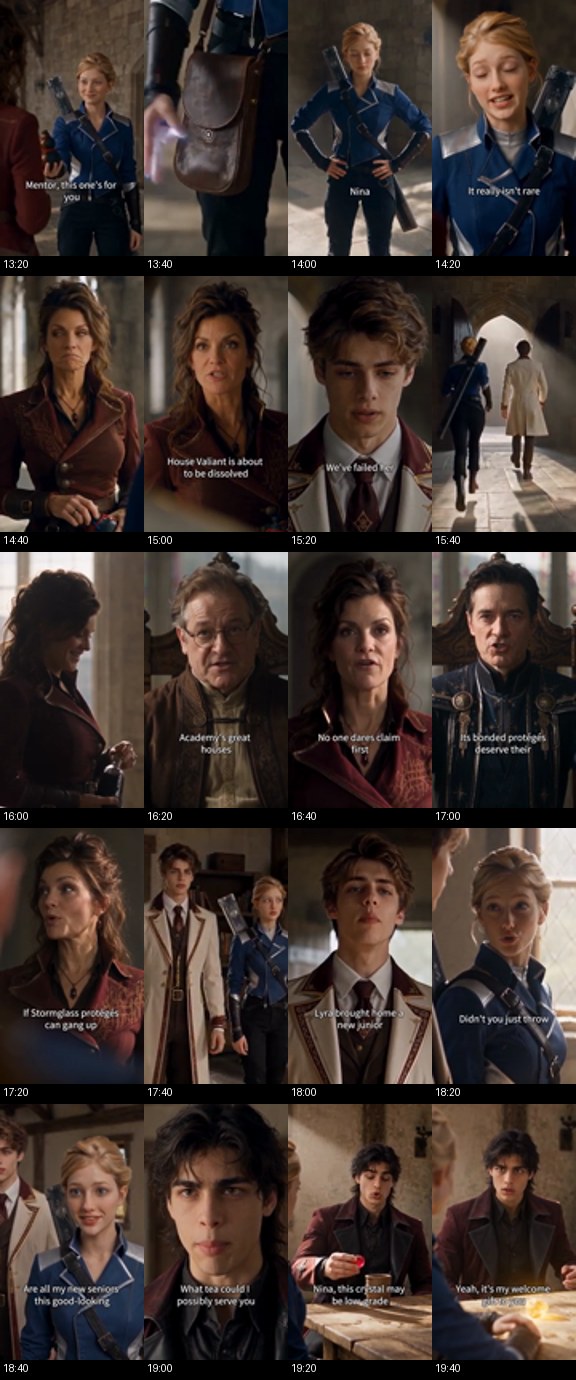 Mentor, this one's for
you
13:20
13:40
Nina
14:00
It really isn't rare
14:20
14:40
House Valiant is about
to be dissolved
15:00
We've failed her
15:20
15:40
16:00
Academy's great
houses
16:20
No one dares claim
first
16:40
Its bonded protégés
deserve their
17:00
If Stormglass protégés
can gang up
17:20
17:40
Lyra brought home a
new junior
18:00
Didn't you just throw
18:20
Are all my new seniors
this good-looking
18:40
What tea could I
possibly serve you
19:00
Nina, this crystal may
be low-grade
19:20
Yeah, it's my welcome
to you
19:40